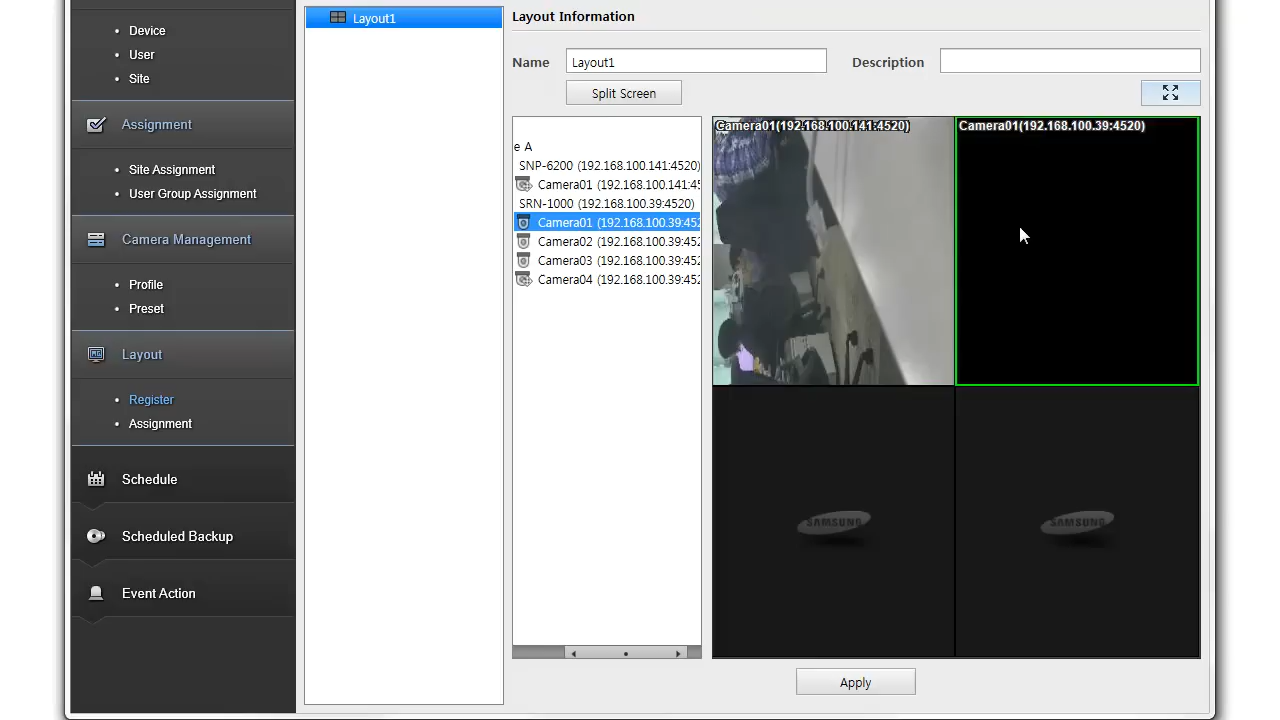 Device
User
Site
Assignment
Site Assignment
User Group Assignment
Camera Management
Profile
Preset
Layout
Register
Assignment
Schedule
Scheduled Backup
Event Action
Layout1
Layout Information
Name
Layout1
Description
Split Screen
e A
SNP-6200 (192.168.100.141:4520)
Camera01 (192.168.100.141:45
SRN-1000 (192.168.100.39:4520)
Camera01 (192.168.100.39:452
Camera02 (192.168.100.39:452
Camera03 (192.168.100.39:452
Camera04 (192.168.100.39:452
Camera01(192.168.100.141:4520)
Camera01(192.168.100.39:4520)
SAMSUNG
SAMSUNG
Apply